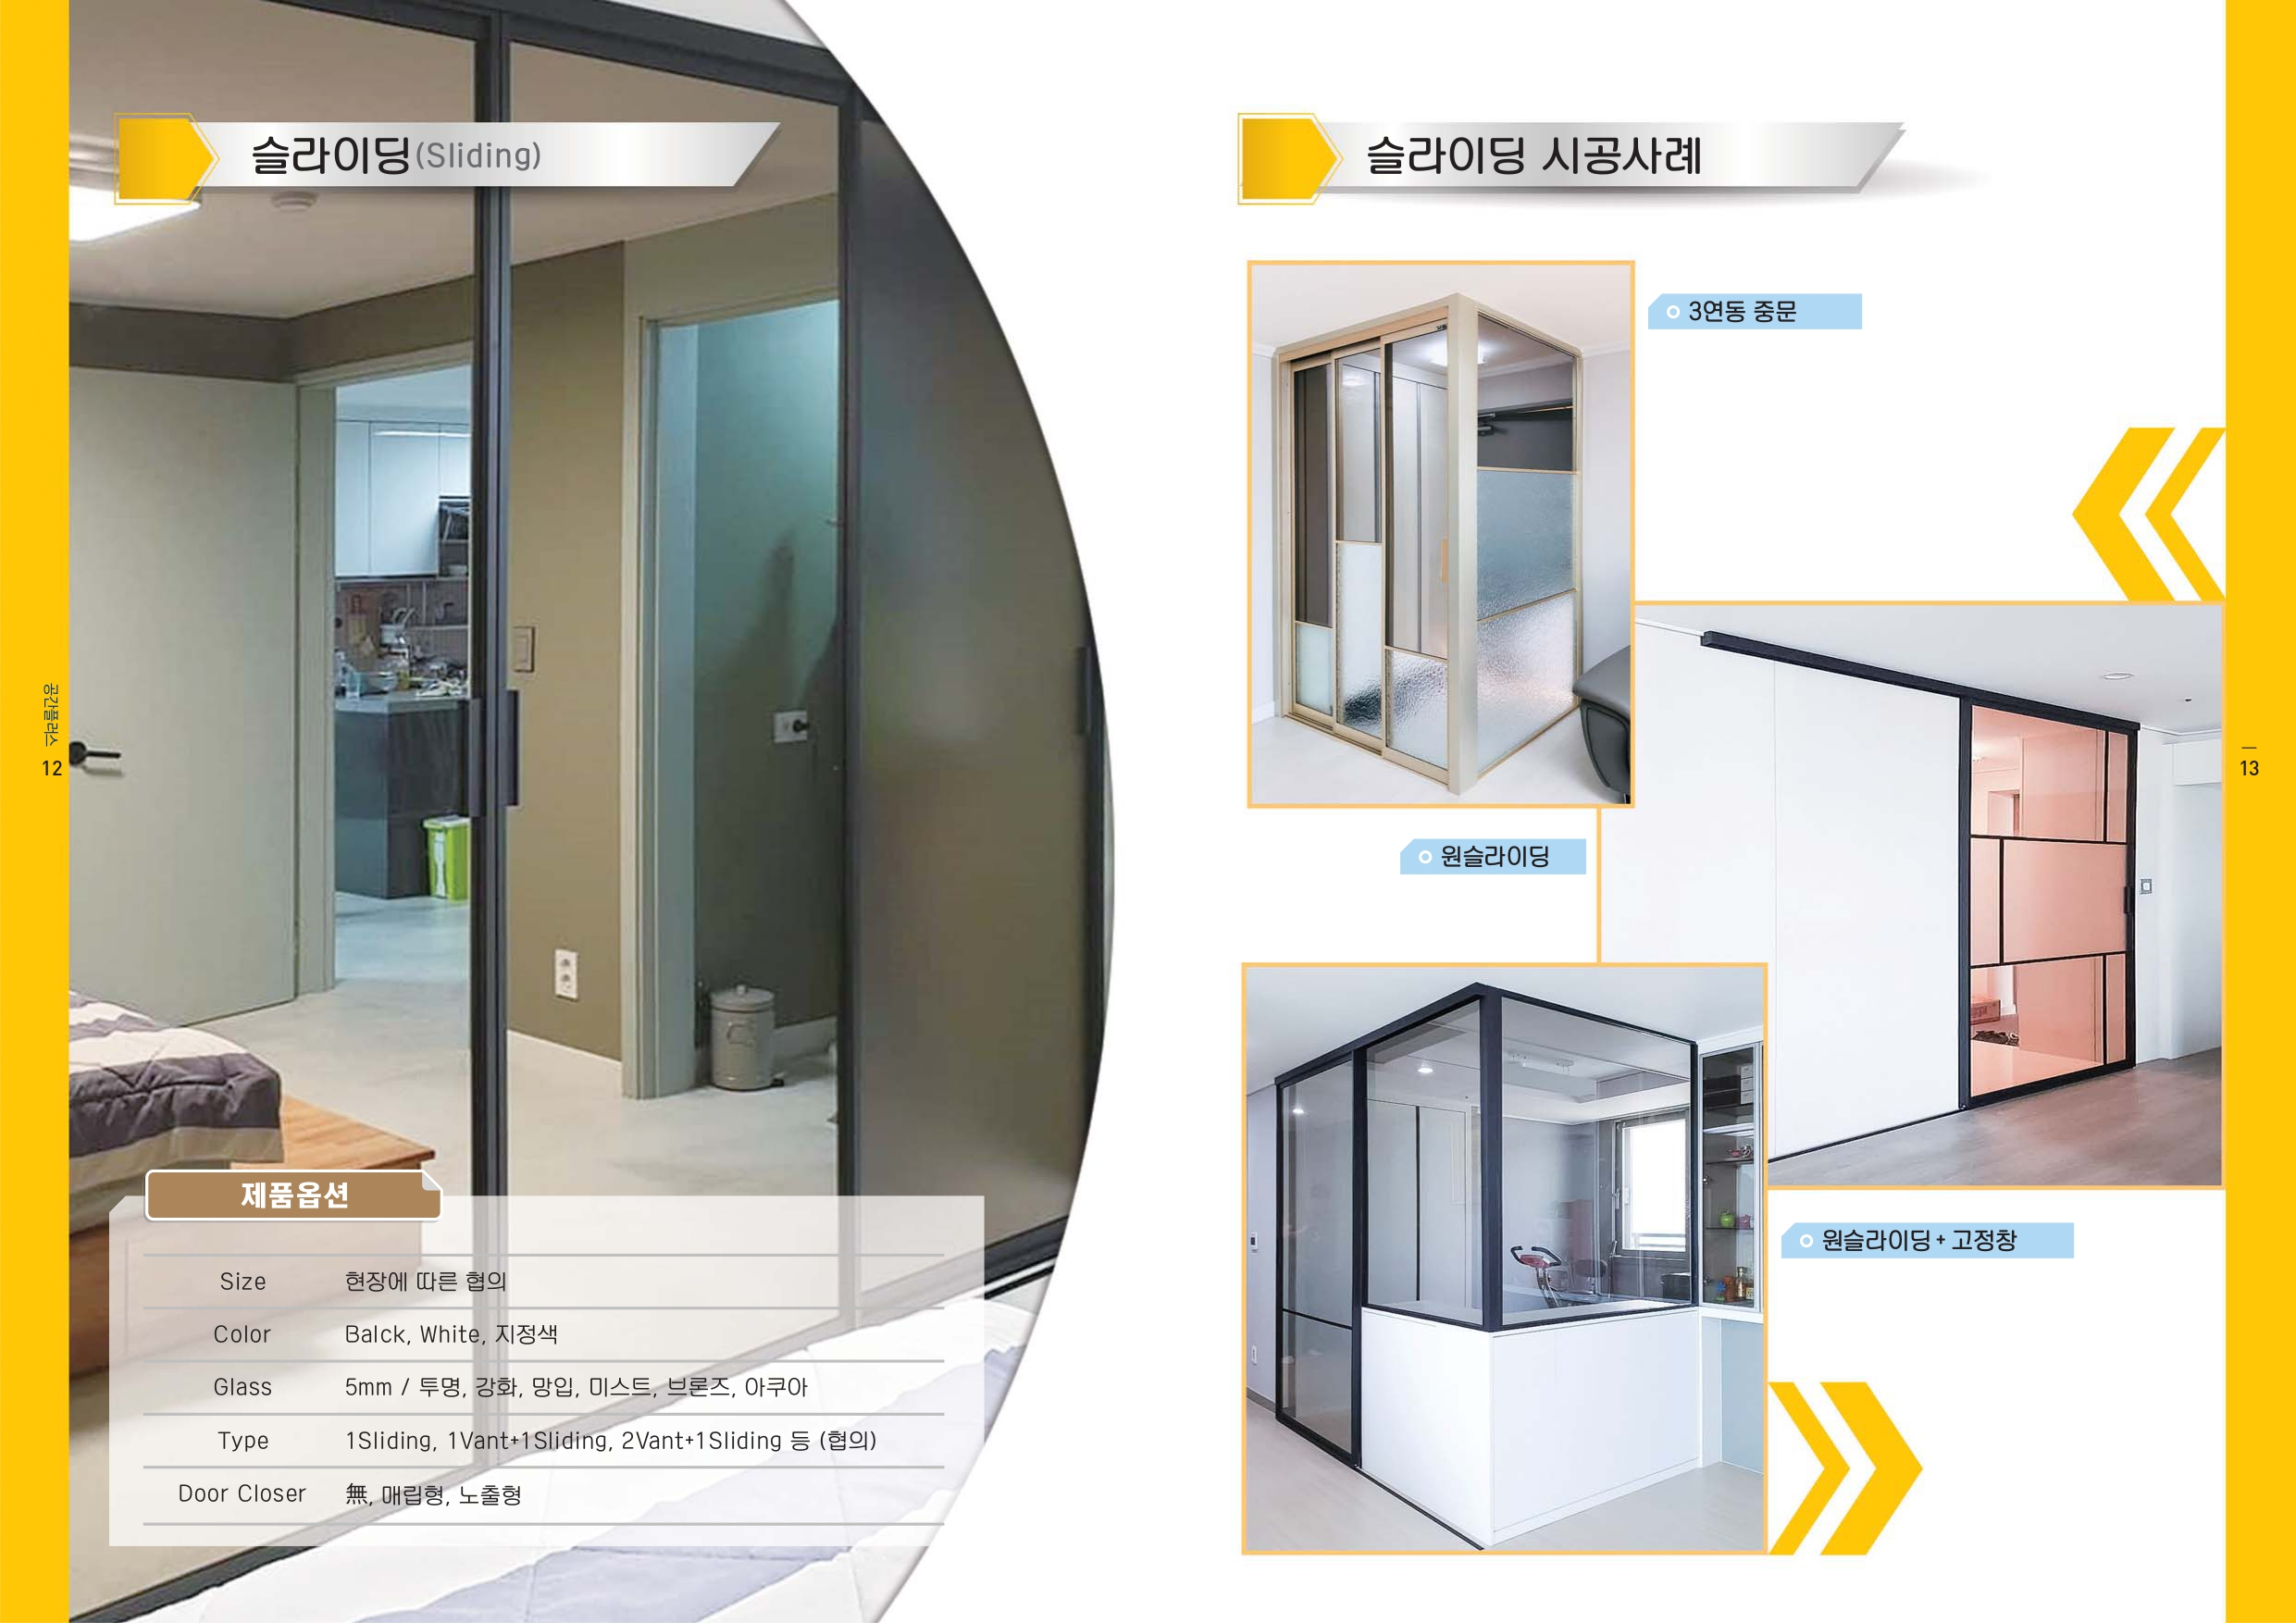 슬라이딩(Sliding)
공간플러스
12
제품옵션
Size 현장에 따른 협의
Color Balck, White, 지정색
Glass 5mm / 투명, 강화, 망입, 미스트, 브론즈, 아쿠아
Type 1Sliding, 1Vant+1Sliding, 2Vant+1Sliding 등 (협의)
Door Closer 無, 매립형, 노출형
슬라이딩 시공사례
3연동 중문
원슬라이딩
원슬라이딩 + 고정창
13